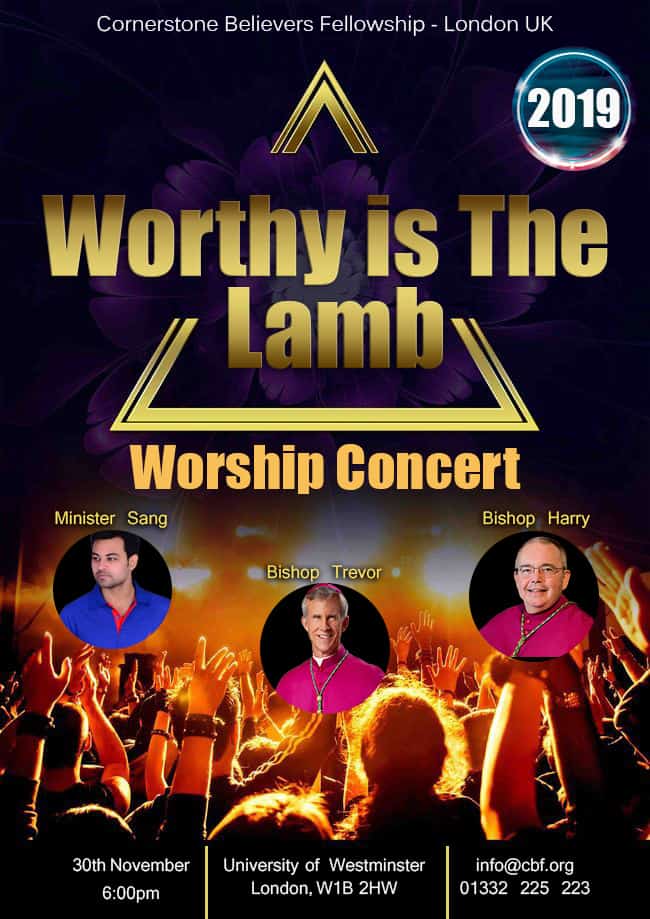 Cornerstone Believers Fellowship - London UK
2019
Worthy is The
Lamb
Worship Concert
Minister Sang
Bishop Trevor
Bishop Harry
30th November
6:00pm
University of Westminster
London, W1B 2HW
info@cbf.org
01332 225 223